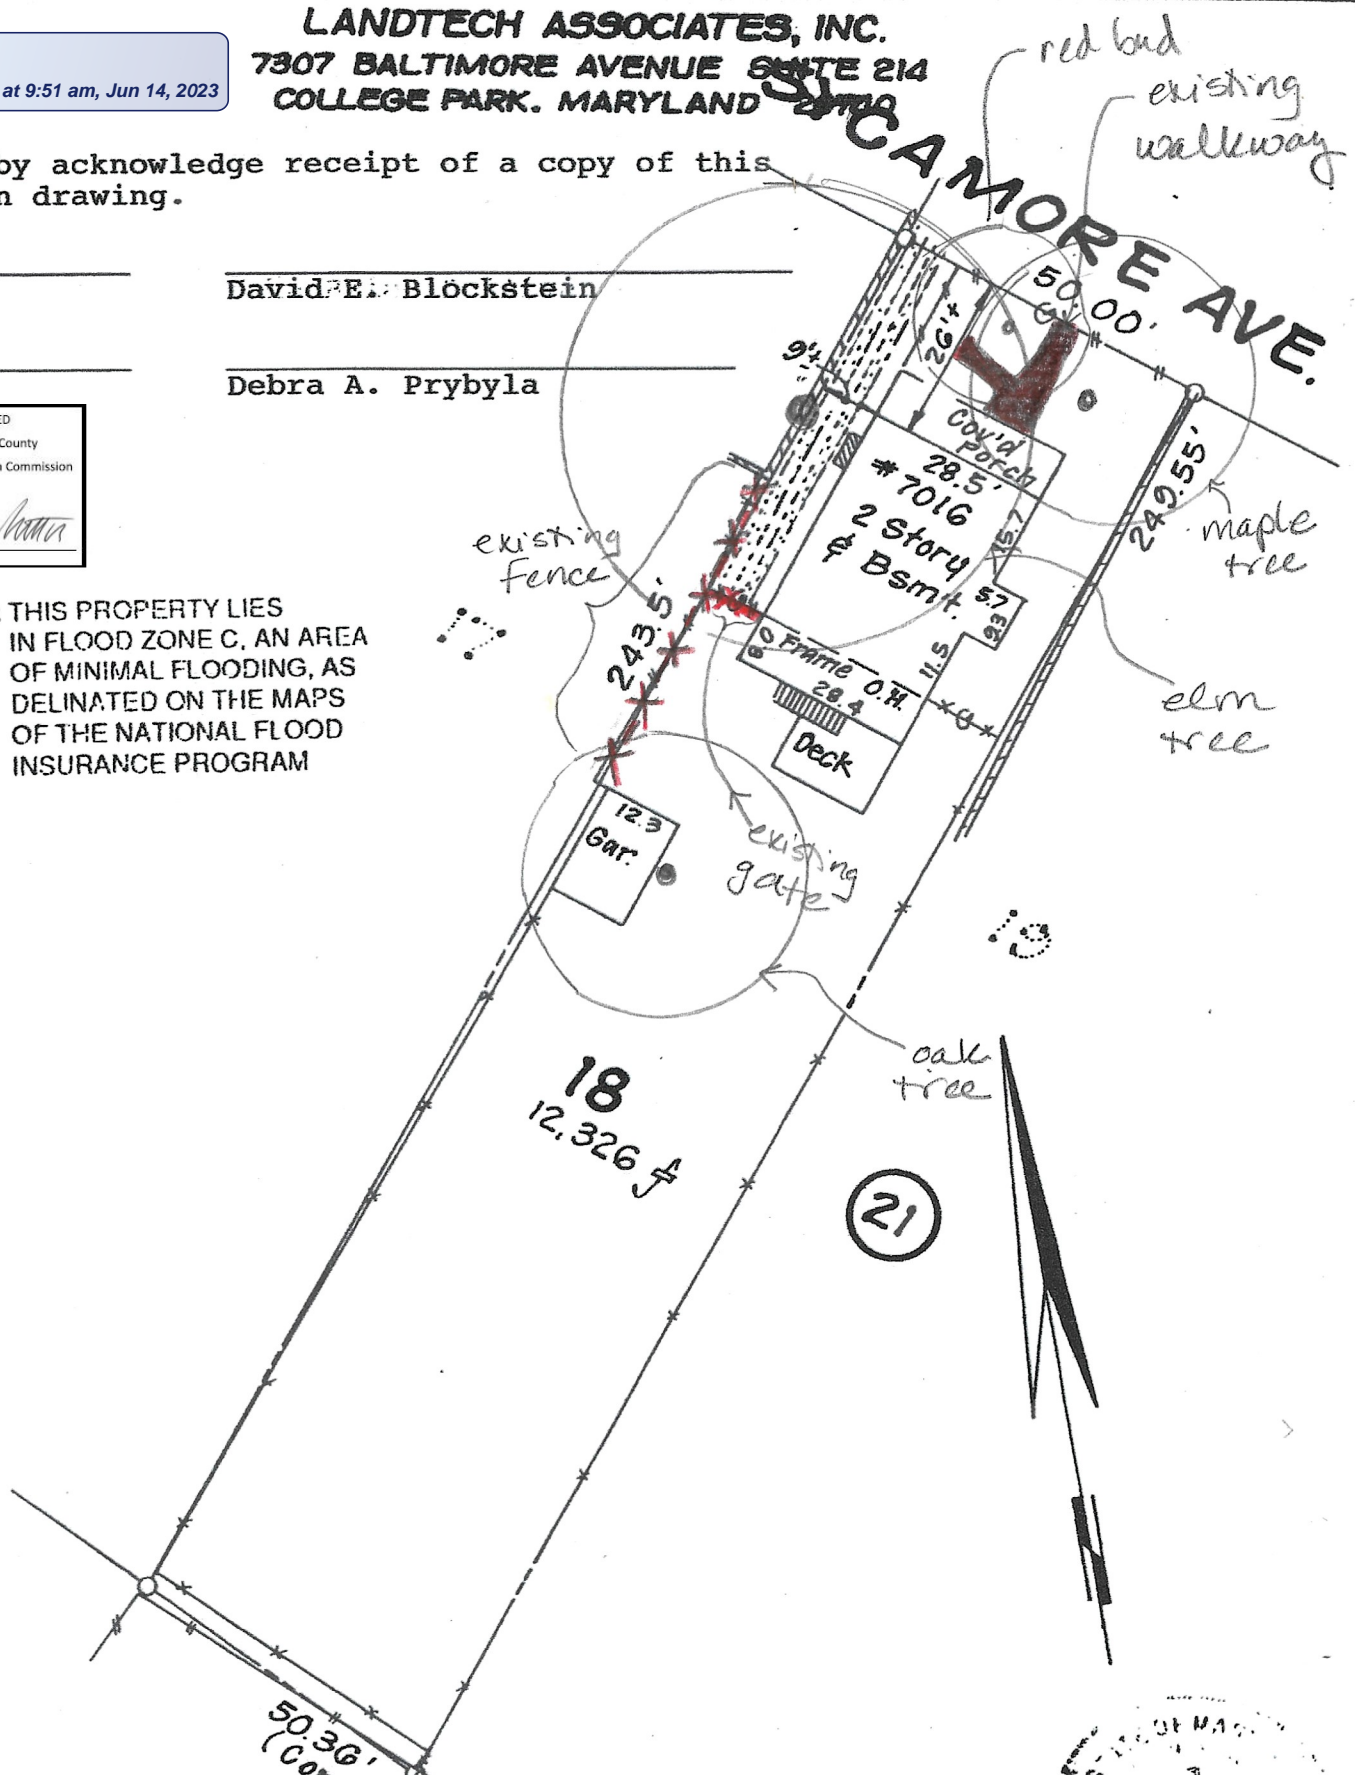 LANDTECH ASSOCIATES, INC.
7307 BALTIMORE AVENUE SUITE 214
COLLEGE PARK. MARYLAND
at 9:51 am, Jun 14, 2023
red bud
existing
walkway
SYCAMORE AVE.
by acknowledge receipt of a copy of this
n drawing.
David E. Blockstein
Debra A. Prybyla
ED
County
Commission
50.00'
26'±
9'±
Cov'd
Porch
28.5'
#7016
2 Story
& Bsmt.
15.7
5.7
9.3
11.5
8.0
Frame O.H.
28.4
Deck
249.55'
maple
tree
existing
fence
243.5'
17
elm
tree
THIS PROPERTY LIES
IN FLOOD ZONE C, AN AREA
OF MINIMAL FLOODING, AS
DELINATED ON THE MAPS
OF THE NATIONAL FLOOD
INSURANCE PROGRAM
12.3
Gar.
existing
gate
19
oak
tree
18
12,326
21
50.36'